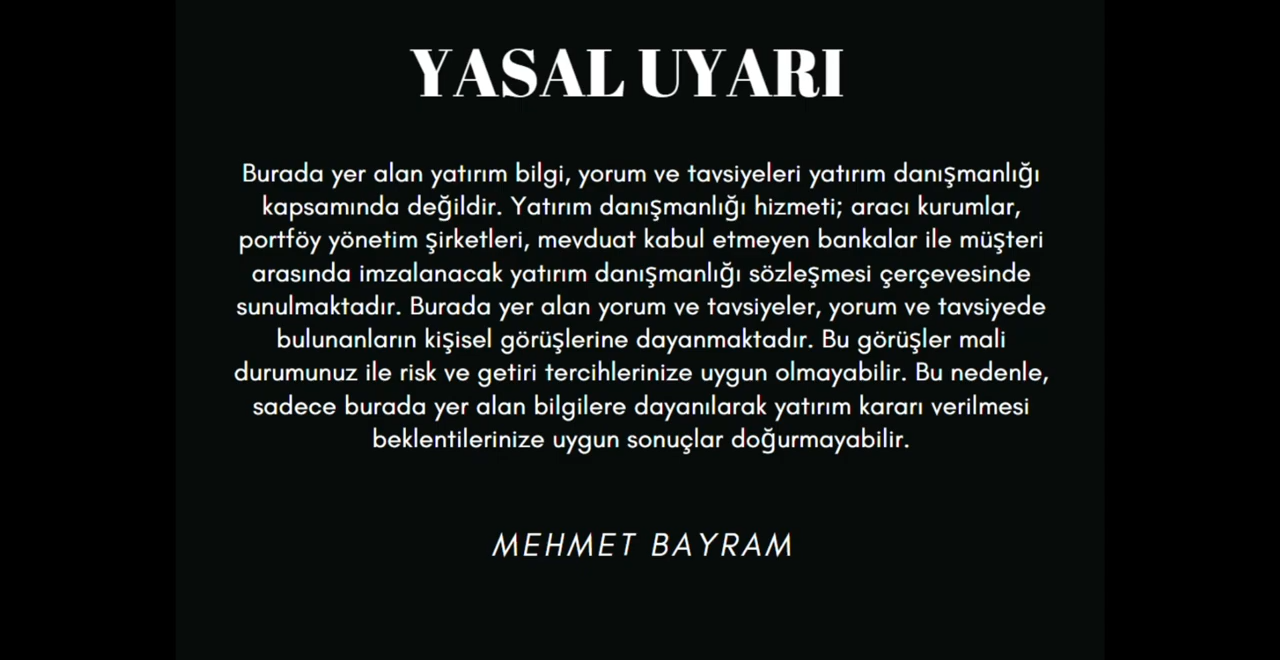 YASAL UYARI
Burada yer alan yatırım bilgi, yorum ve tavsiyeleri yatırım danışmanlığı
kapsamında değildir. Yatırım danışmanlığı hizmeti; aracı kurumlar,
portföy yönetim şirketleri, mevduat kabul etmeyen bankalar ile müşteri
arasında imzalanacak yatırım danışmanlığı sözleşmesi çerçevesinde
sunulmaktadır. Burada yer alan yorum ve tavsiyeler, yorum ve tavsiyede
bulunanların kişisel görüşlerine dayanmaktadır. Bu görüşler mali
durumunuz ile risk ve getiri tercihlerinize uygun olmayabilir. Bu nedenle,
sadece burada yer alan bilgilere dayanılarak yatırım kararı verilmesi
beklentilerinize uygun sonuçlar doğurmayabilir.
MEHMET BAYRAM